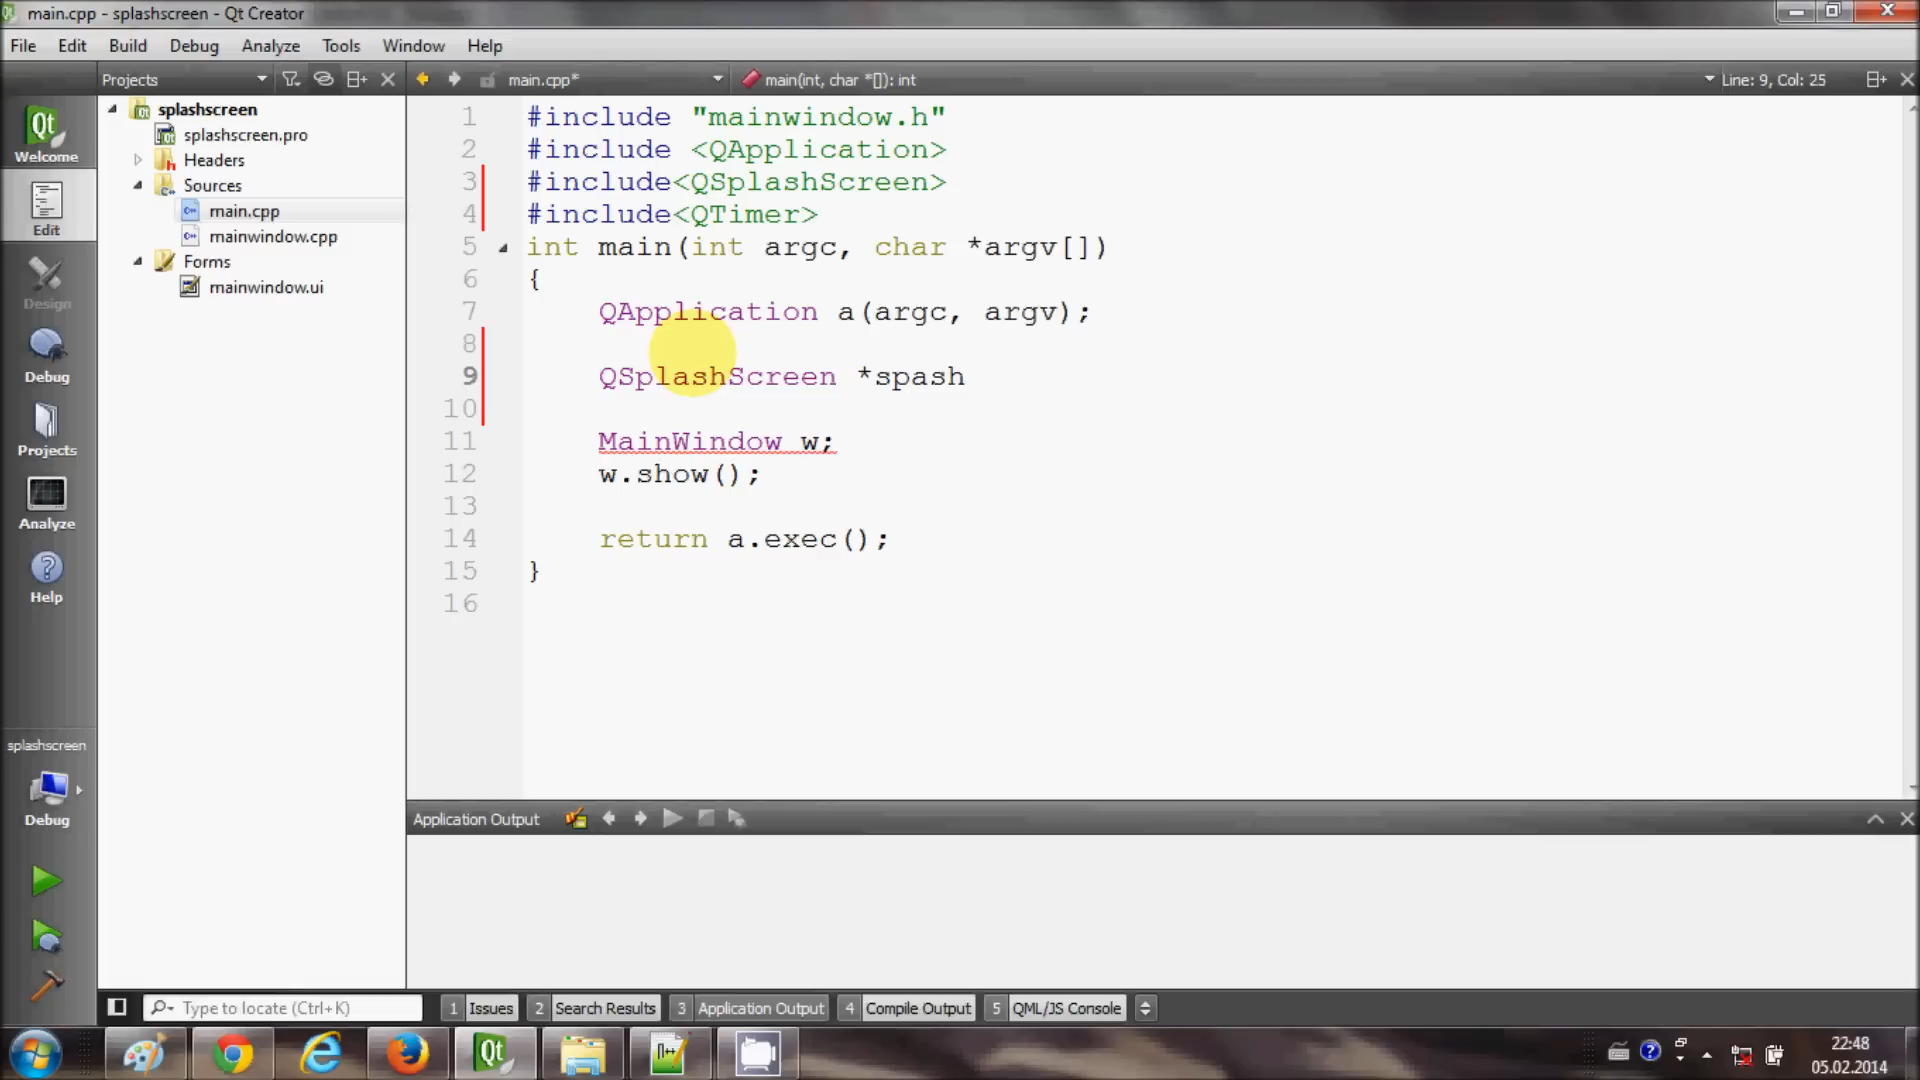 main.cpp - splashscreen - Qt Creator
File Edit Build Debug Analyze Tools Window Help
Projects main.cpp* main(int, char *[]): int Line: 9, Col: 25
Qt
Welcome
Edit
Design
Debug
Projects
Analyze
Help
splashscreen
Debug
splashscreen
splashscreen.pro
Headers
Sources
main.cpp
mainwindow.cpp
Forms
mainwindow.ui
1 #include "mainwindow.h"
2 #include <QApplication>
3 #include<QSplashScreen>
4 #include<QTimer>
5 int main(int argc, char *argv[])
6 {
7 QApplication a(argc, argv);
8
9 QSplashScreen *spash
10
11 MainWindow w;
12 w.show();
13
14 return a.exec();
15 }
16
Application Output
Type to locate (Ctrl+K) 1 Issues 2 Search Results 3 Application Output 4 Compile Output 5 QML/JS Console
Qt
22:48
05.02.2014